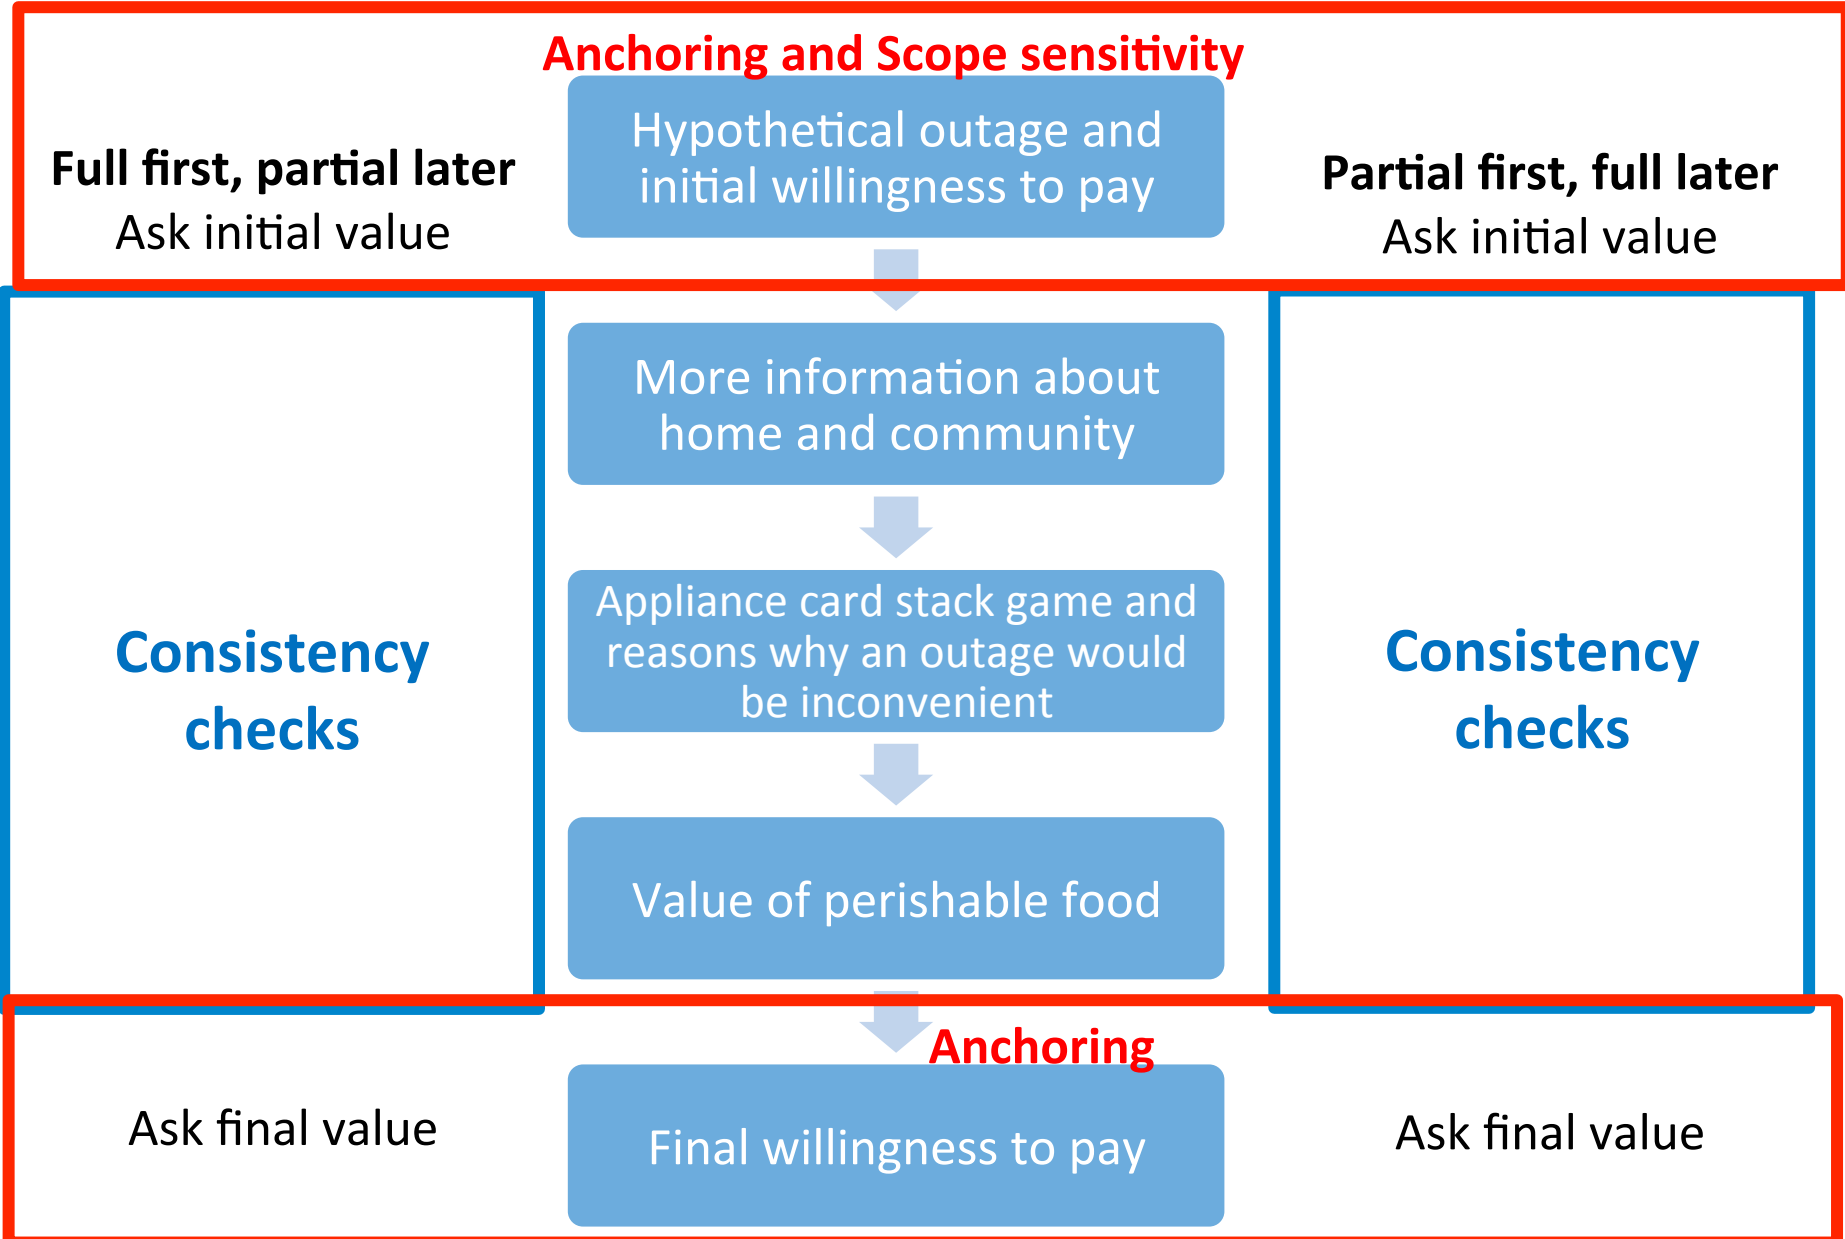 Anchoring and Scope sensitivity
Hypothetical outage and
initial willingness to pay
Full first, partial later
Ask initial value
Partial first, full later
Ask initial value
More information about
home and community
Consistency
checks
Appliance card stack game and
reasons why an outage would
be inconvenient
Consistency
checks
Value of perishable food
Anchoring
Ask final value
Final willingness to pay
Ask final value